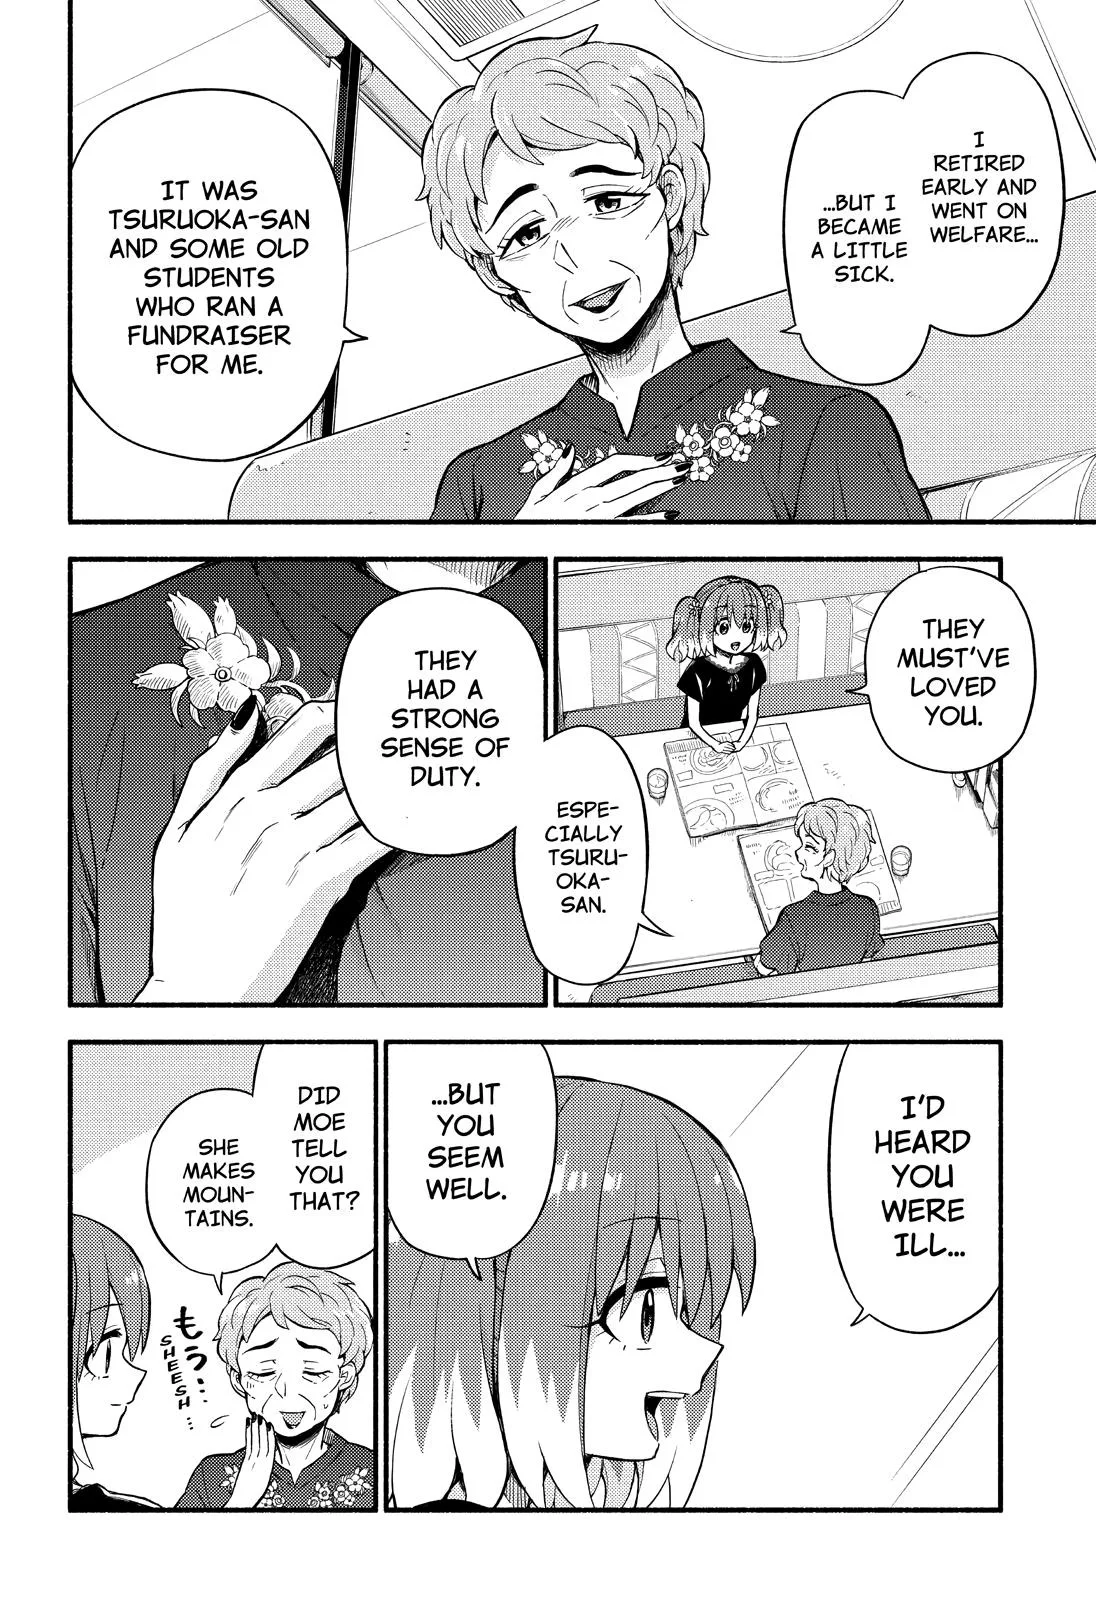 I
RETIRED
EARLY AND
WENT ON
WELFARE...
...BUT I
BECAME
A LITTLE
SICK.
IT WAS
TSURUOKA-SAN
AND SOME OLD
STUDENTS
WHO RAN A
FUNDRAISER
FOR ME.
THEY
MUST'VE
LOVED
YOU.
ESPE-
CIALLY
TSURU-
OKA-
SAN.
THEY
HAD A
STRONG
SENSE OF
DUTY.
I'D
HEARD
YOU
WERE
ILL...
...BUT
YOU
SEEM
WELL.
DID
MOE
TELL
YOU
THAT?
SHE
MAKES
MOUN-
TAINS.
もう...
SHEESH...